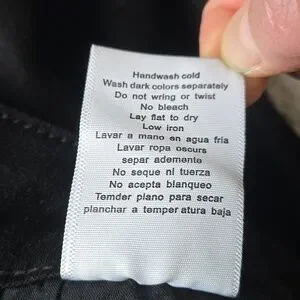 Handwash cold
Wash dark colors separately
Do not wring or twist
No bleach
Lay flat to dry
Low iron
Lavar a mano en agua fria
Lavar ropa oscurs
separ ademente
No seque ni tuerza
No acepta blanqueo
Temder piano para secar
planchar a temper atura baja